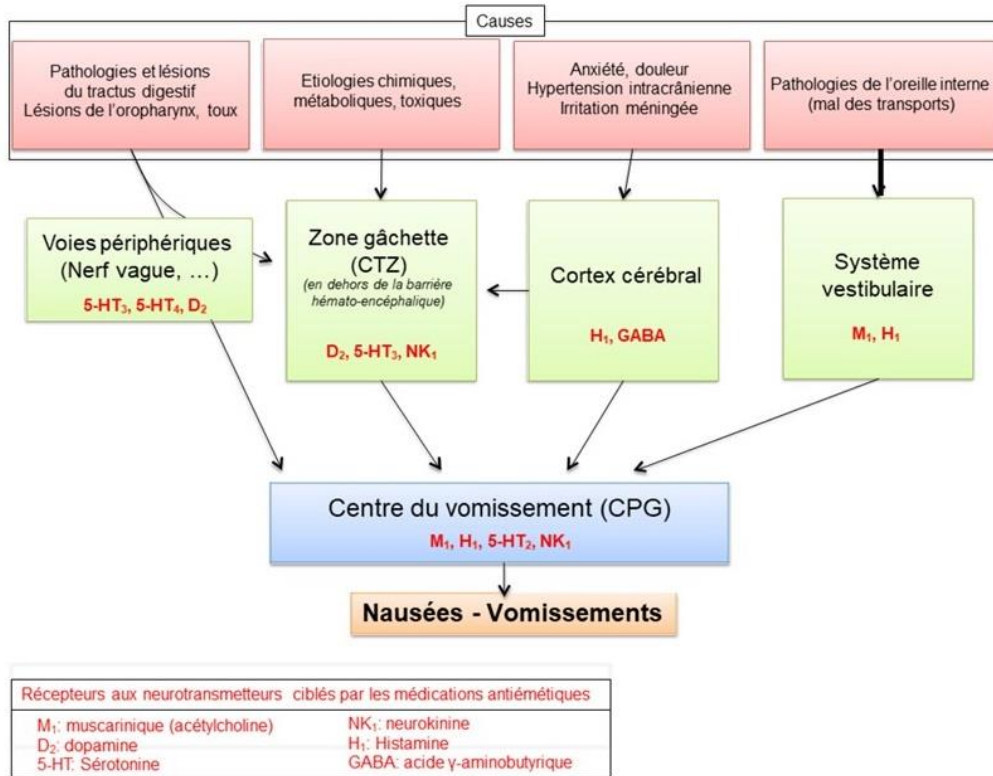 Causes
Pathologies et lésions
du tractus digestif
Lésions de l'oropharynx, toux
Etiologies chimiques,
métaboliques, toxiques
Anxiété, douleur
Hypertension intracrânienne
Irritation méningée
Pathologies de l'oreille interne
(mal des transports)
Voies périphériques
(Nerf vague, …)
5-HT₃, 5-HT₄, D₂
Zone gâchette
(CTZ)
(en dehors de la barrière
hémato-encéphalique)
D₂, 5-HT₃, NK₁
Cortex cérébral
H₁, GABA
Système
vestibulaire
M₁, H₁
Centre du vomissement (CPG)
M₁, H₁, 5-HT₂, NK₁
Nausées - Vomissements
Récepteurs aux neurotransmetteurs ciblés par les médications antiémétiques
M₁: muscarinique (acétylcholine)
D₂: dopamine
5-HT: Sérotonine
NK₁: neurokinine
H₁: Histamine
GABA: acide γ-aminobutyrique